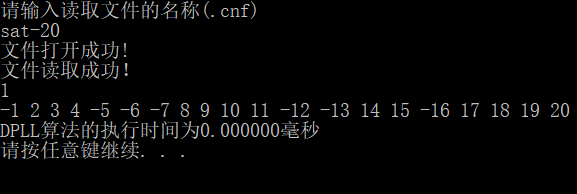 请输入读取文件的名称(.cnf)
sat-20
文件打开成功!
文件读取成功!
1
-1 2 3 4 -5 -6 -7 8 9 10 11 -12 -13 14 15 -16 17 18 19 20
DPLL算法的执行时间为0.000000毫秒
请按任意键继续. . .